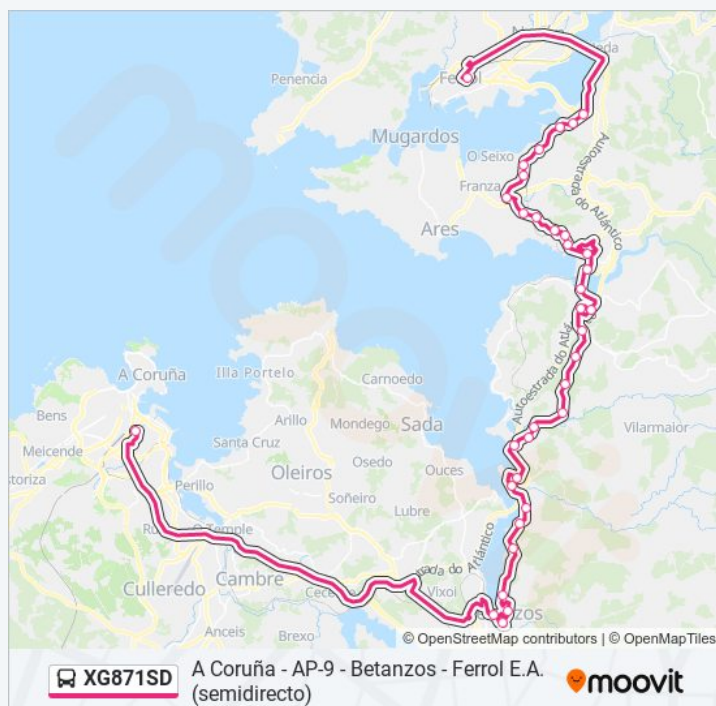 Ferrol
Penencia
Mugardos
O Seixo
Franza
Ares
Autoestrada do Atlántico
Autoestrada do Atlá
A Coruña
Illa Portelo
Carnoedo
Bens
Arillo
Mondego
Sada
Meicende
Santa Cruz
Vilarmaior
Oleiros
Osedo
Ouces
Perillo
Soñeiro
Lubre
O Temple
Culleredo
Cambre
Vixoi
Anceis
Brexo
© OpenStreetMap contributors | © OpenMapTiles
XG871SD
A Coruña - AP-9 - Betanzos - Ferrol E.A.
(semidirecto)
moovit